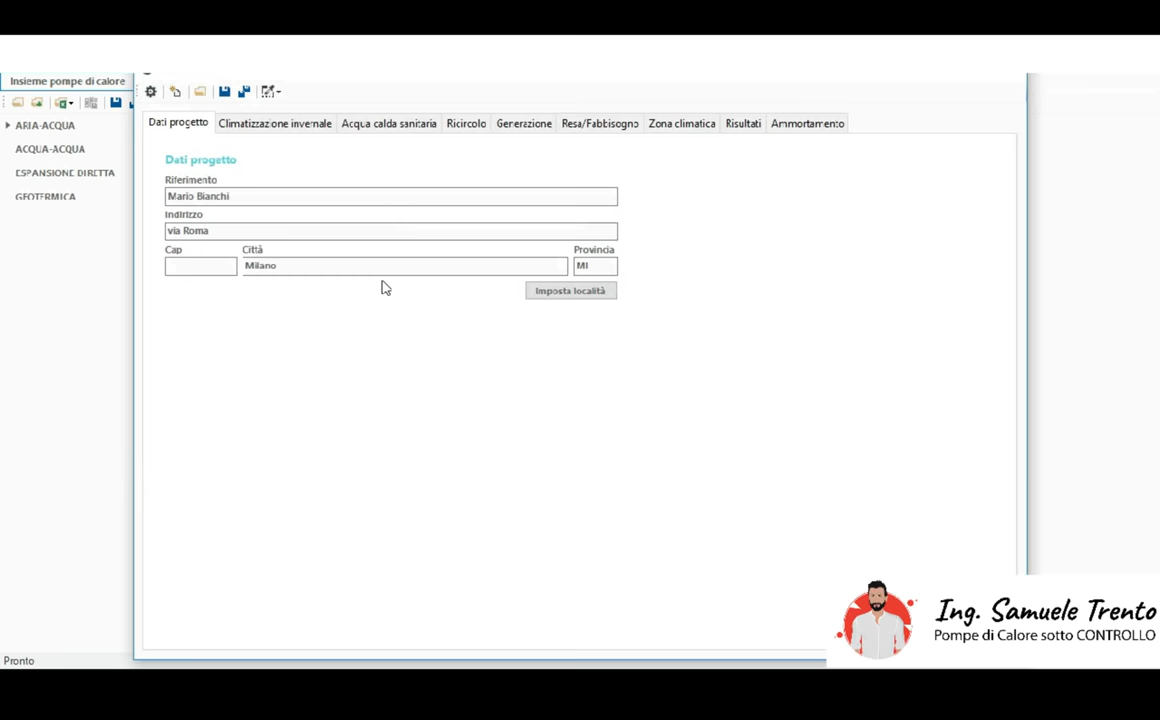 Insieme pompe di calore
ARIA-ACQUA
ACQUA-ACQUA
ESPANSIONE DIRETTA
GEOTERMICA
Dati progetto Climatizzazione invernale Acqua calda sanitaria Ricircolo Generazione Resa/Fabbisogno Zona climatica Risultati Ammortamento
Dati progetto
Riferimento
Mario Bianchi
Indirizzo
via Roma
Cap Città Provincia
Milano MI
Imposta località
Ing. Samuele Trento
Pompe di Calore sotto CONTROLLO
Pronto